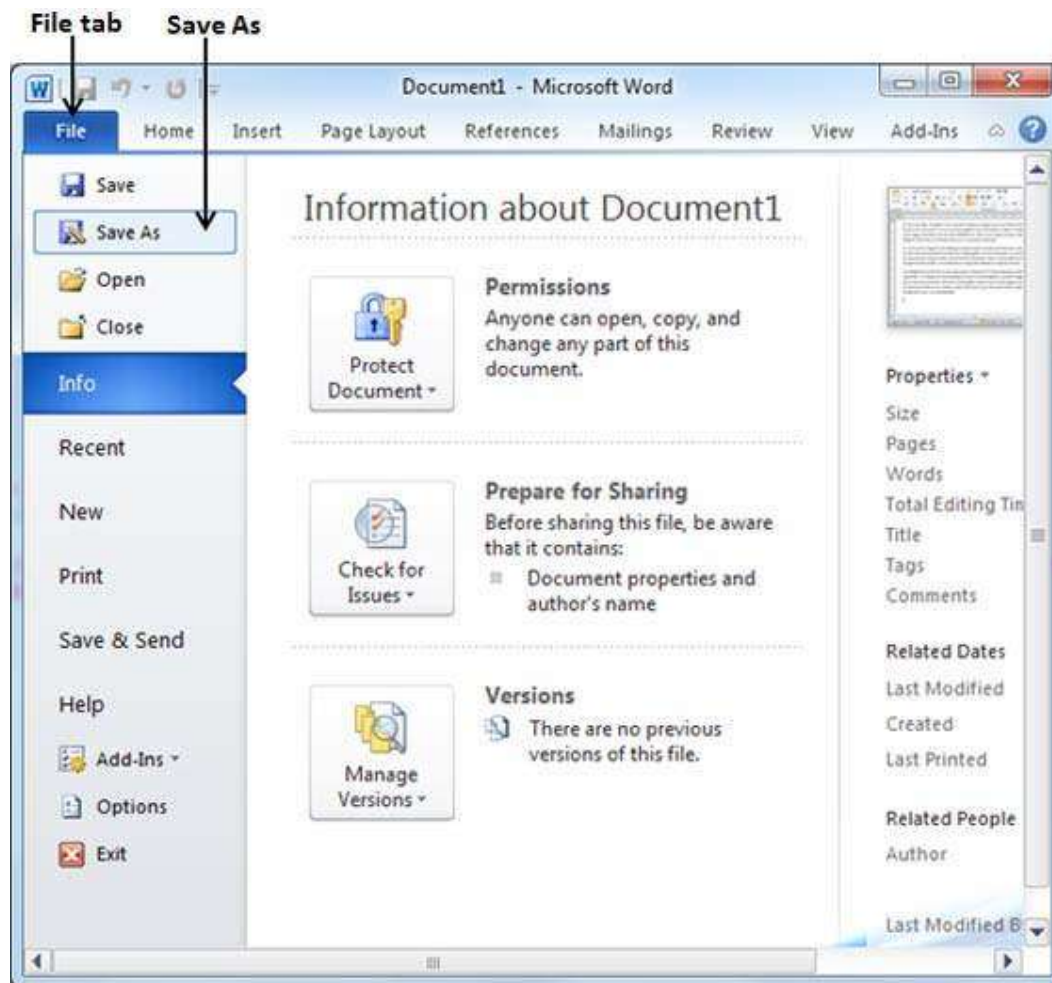 File tab Save As
W
Document1 - Microsoft Word
File Home Insert Page Layout References Mailings Review View Add-Ins
Save
Save As
Open
Close
Info
Recent
New
Print
Save & Send
Help
Add-Ins
Options
Exit
Information about Document1
Protect
Document
Permissions
Anyone can open, copy, and
change any part of this
document.
Check for
Issues
Prepare for Sharing
Before sharing this file, be aware
that it contains:
Document properties and
author's name
Manage
Versions
Versions
There are no previous
versions of this file.
Properties
Size
Pages
Words
Total Editing Tim
Title
Tags
Comments
Related Dates
Last Modified
Created
Last Printed
Related People
Author
Last Modified B